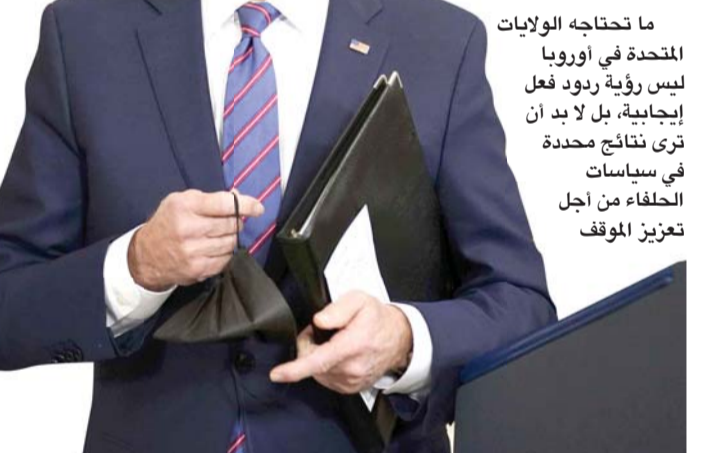 ما تحتاجه الولايات
المتحدة في أوروبا
ليس رؤية ردود فعل
إيجابية، بل لا بد أن
ترى نتائج محددة
في سياسات
الحلفاء من أجل
تعزيز الموقف